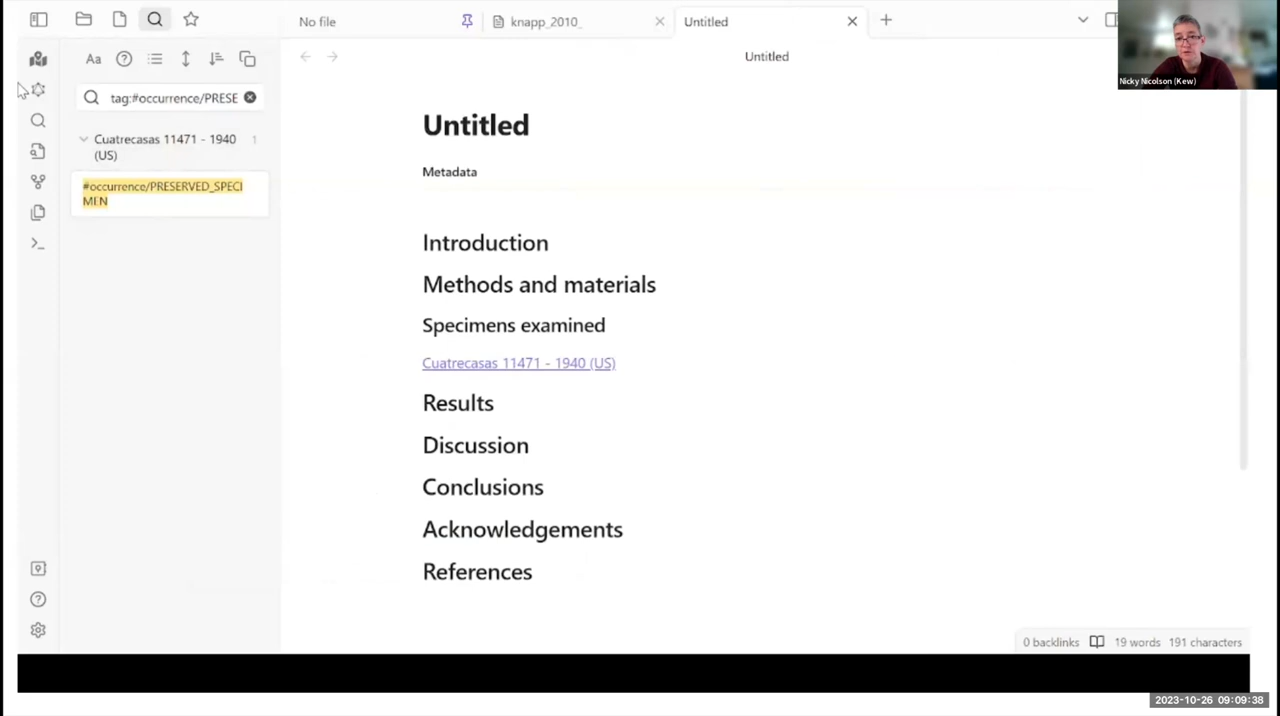 No file
knapp_2010_
Untitled
Nicky Nicolson (Kew)
Aa
Untitled
tag:#occurrence/PRESE
Cuatrecasas 11471 - 1940
(US)
1
#occurrence/PRESERVED_SPECI
MEN
Untitled
Metadata
Introduction
Methods and materials
Specimens examined
Cuatrecasas 11471 - 1940 (US)
Results
Discussion
Conclusions
Acknowledgements
References
0 backlinks 19 words 191 characters
2023-10-26 09:09:38